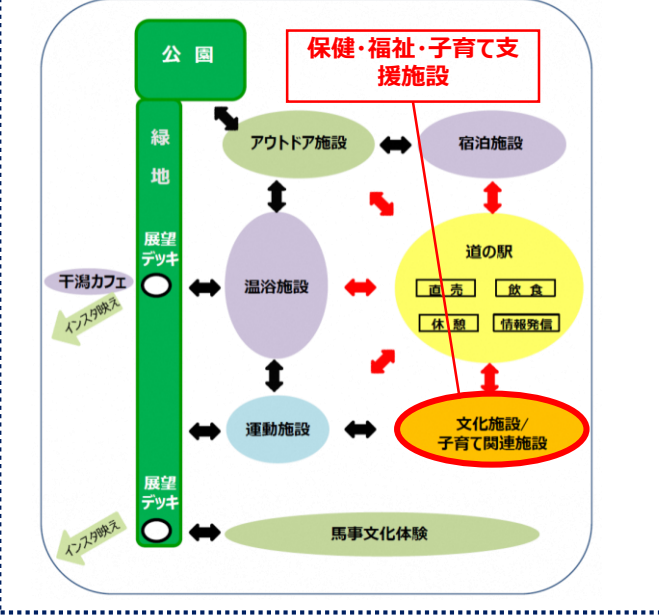 公 園
保健・福祉・子育て支
援施設
緑
地
アウトドア施設
宿泊施設
展望
デッキ
干潟カフェ
インスタ映え
温浴施設
道の駅
直 売
飲 食
休 憩
情報発信
運動施設
文化施設/
子育て関連施設
展望
デッキ
インスタ映え
馬事文化体験